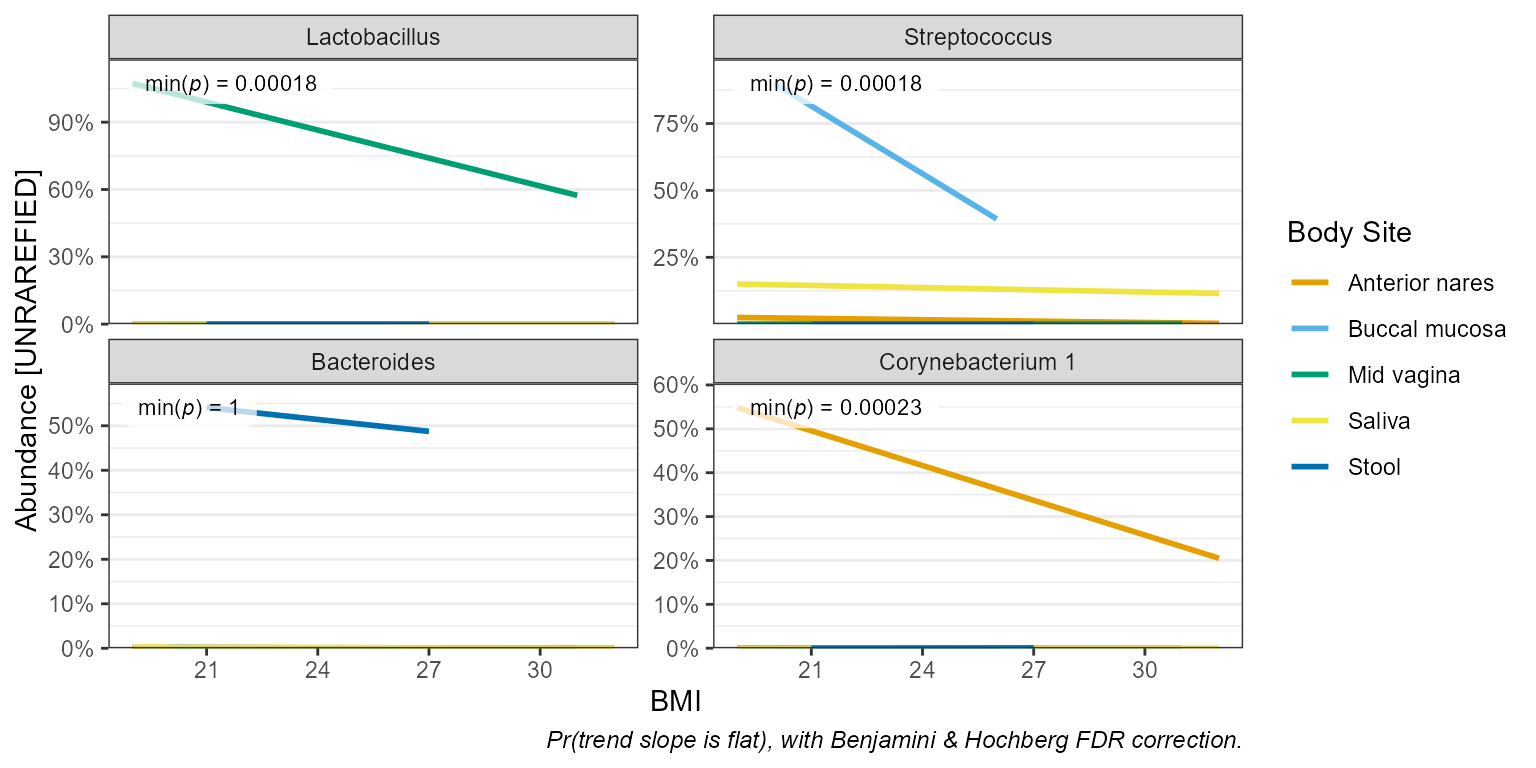 Lactobacillus
Streptococcus
min(p) = 0.00018
min(p) = 0.00018
90%
60%
30%
0%
75%
50%
25%
Bacteroides
Corynebacterium 1
min(p) = 1
min(p) = 0.00023
50%
40%
30%
20%
10%
0%
60%
50%
40%
30%
20%
10%
0%
21 24 27 30
21 24 27 30
Abundance [UNRAREFIED]
BMI
Pr(trend slope is flat), with Benjamini & Hochberg FDR correction.
Body Site
Anterior nares
Buccal mucosa
Mid vagina
Saliva
Stool